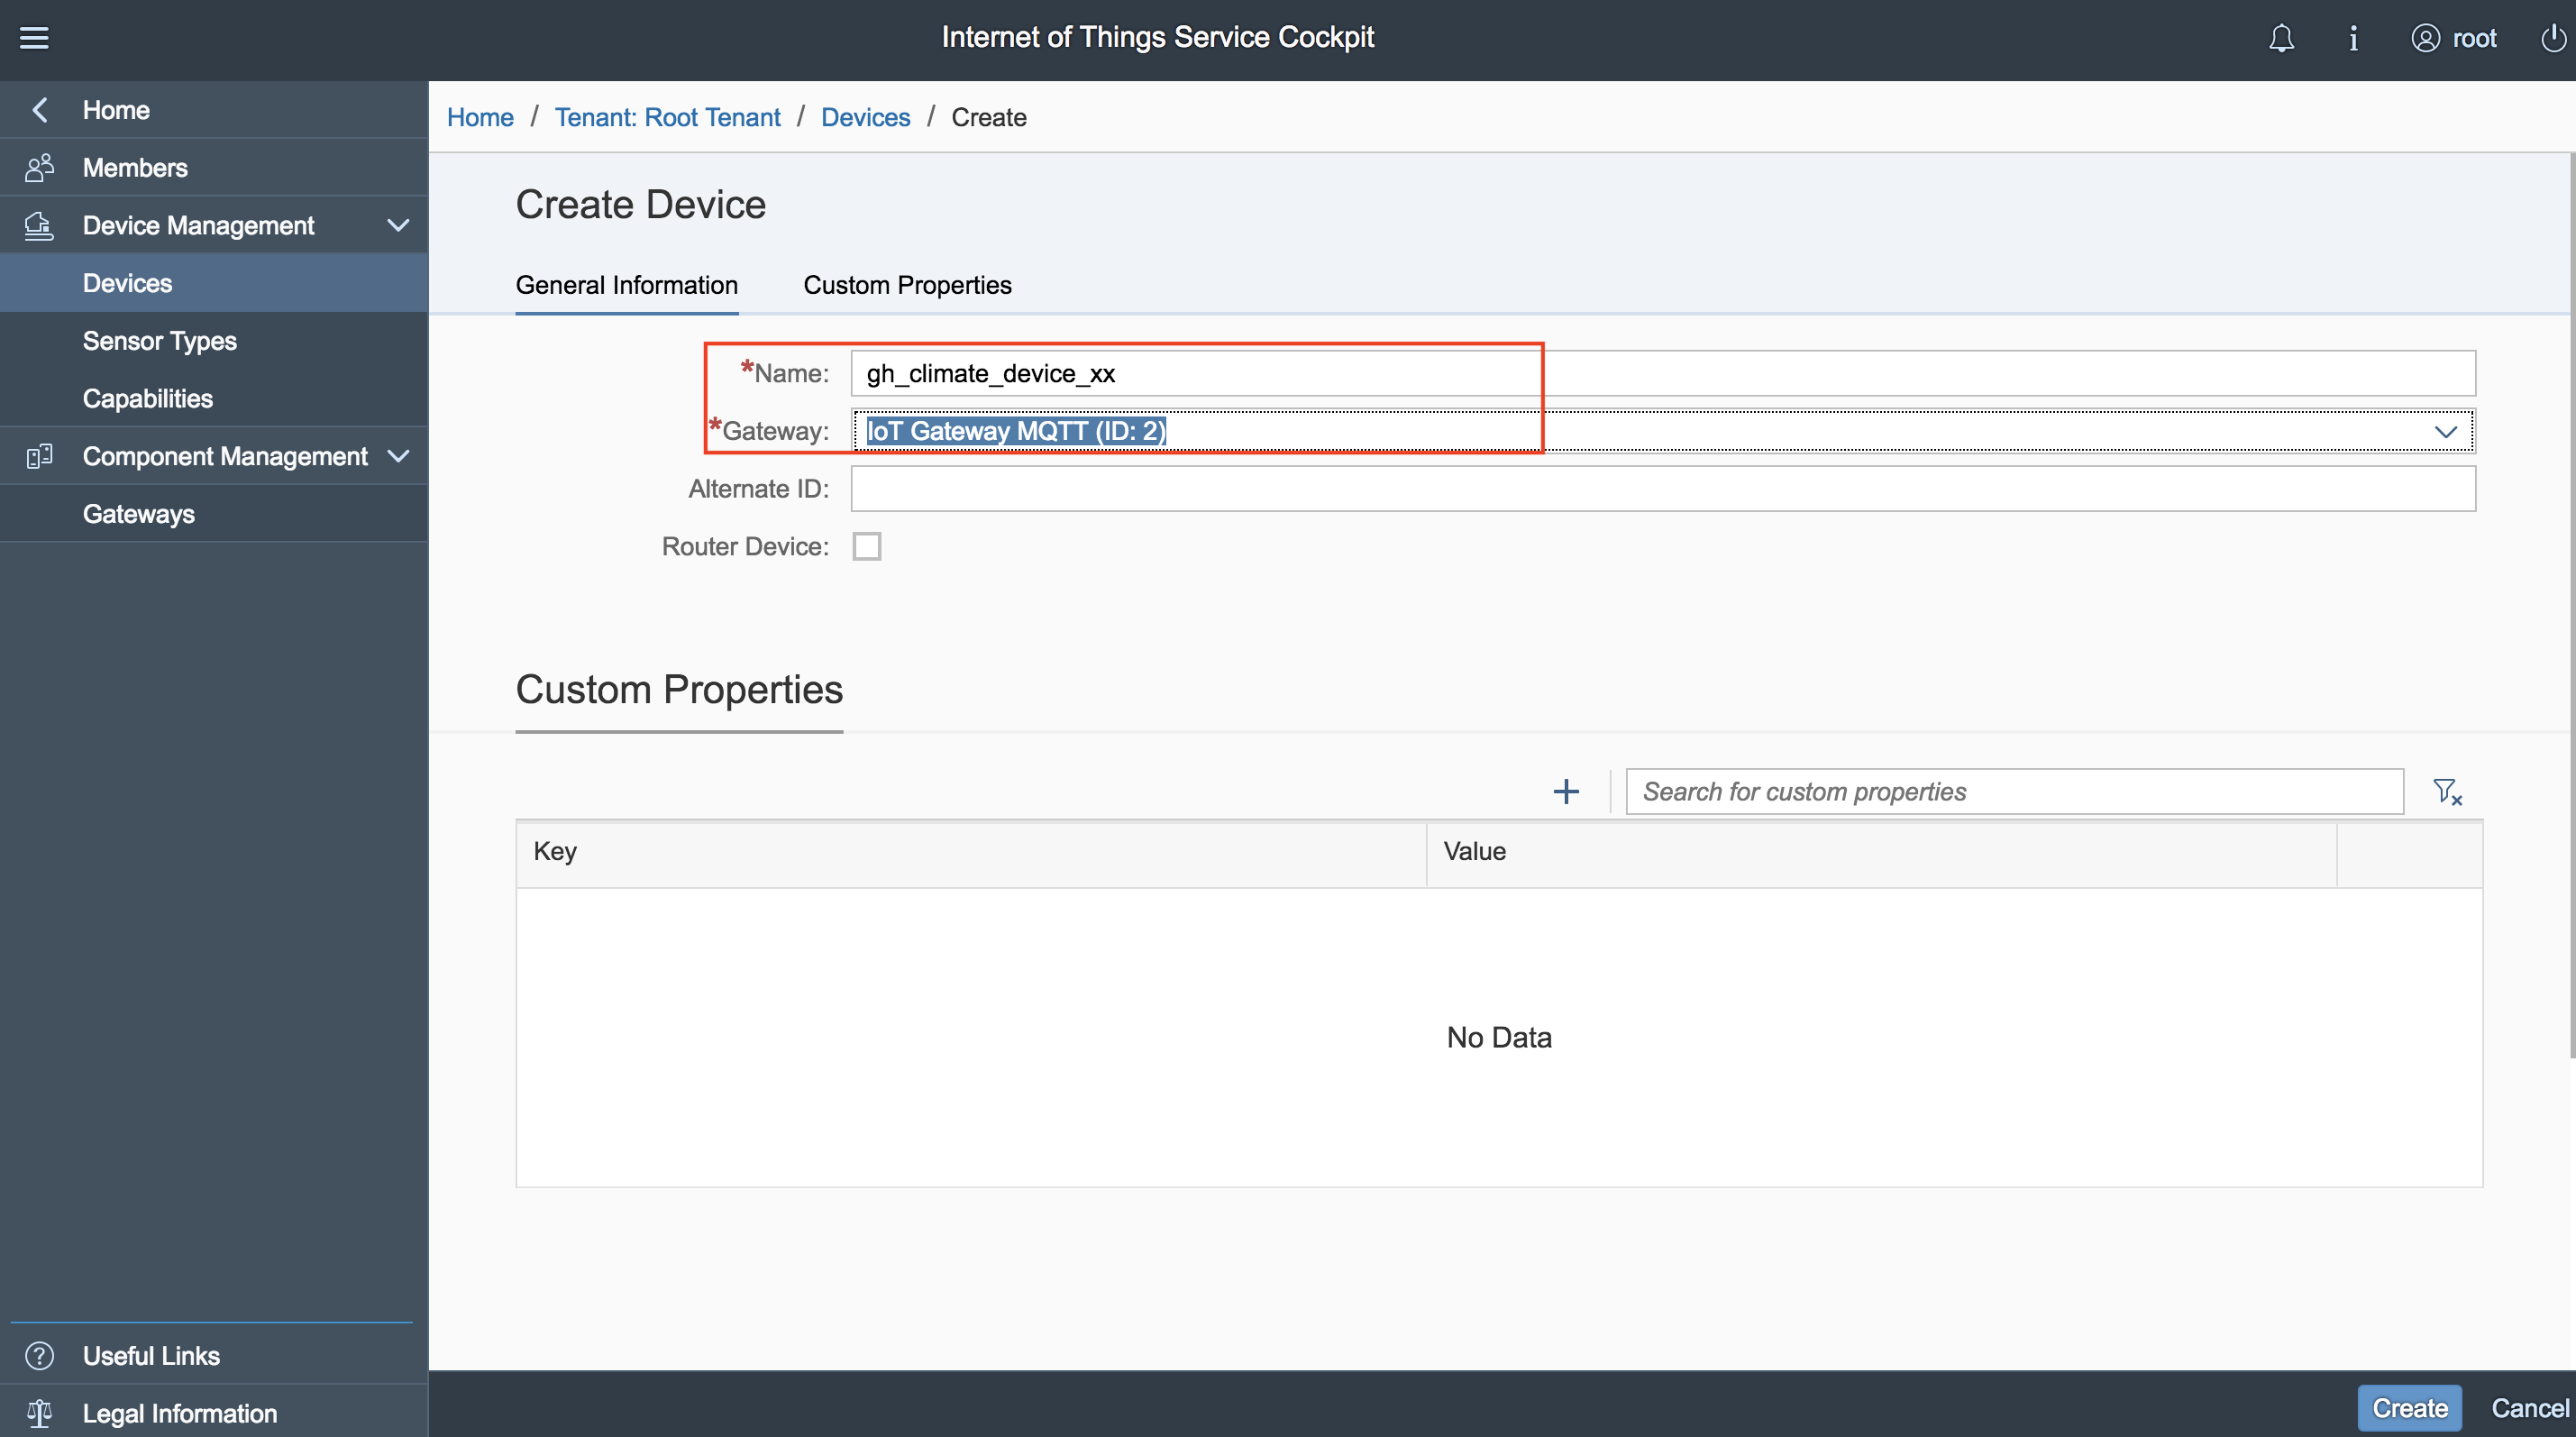 Internet of Things Service Cockpit
root
Home
Members
Device Management
Devices
Sensor Types
Capabilities
Component Management
Gateways
Useful Links
Legal Information
Home / Tenant: Root Tenant / Devices / Create
Create Device
General Information Custom Properties
*Name: gh_climate_device_xx
*Gateway: IoT Gateway MQTT (ID: 2)
Alternate ID:
Router Device:
Custom Properties
Search for custom properties
Key Value
No Data
Create Cancel